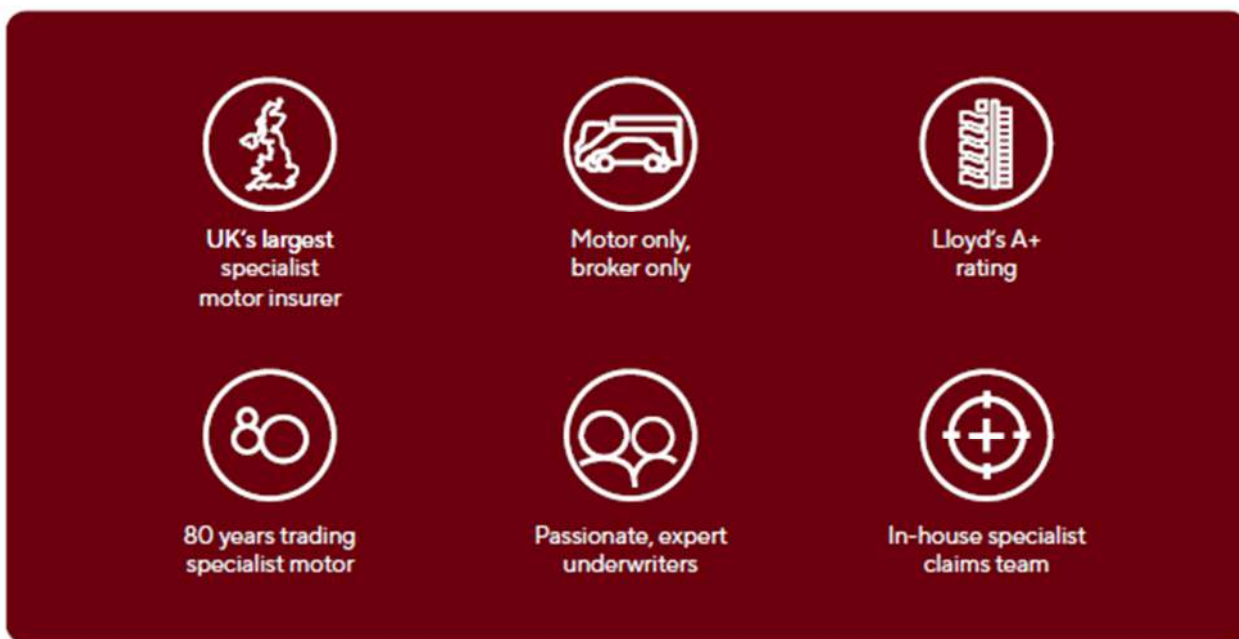 UK's largest
specialist
motor insurer
Motor only,
broker only
Lloyd's A+
rating
80
80 years trading
specialist motor
Passionate, expert
underwriters
In-house specialist
claims team